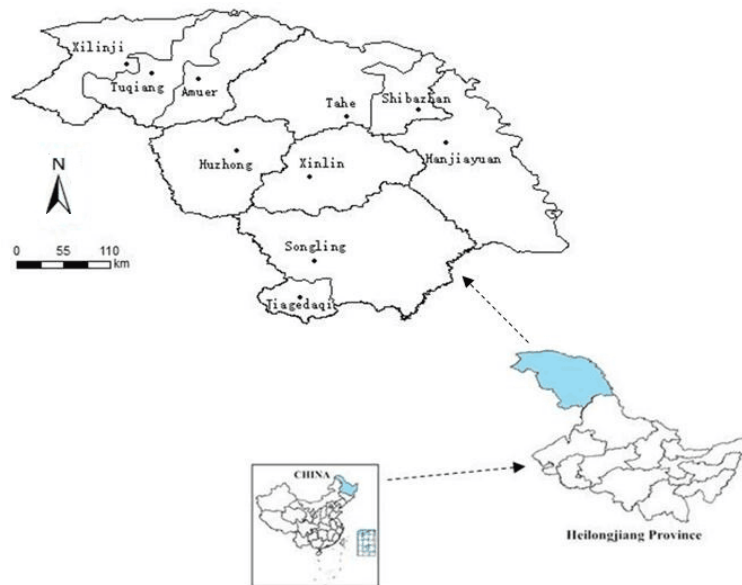 Xilinji
Tuqiang
Amuer
Tahe
Shibazhan
Huzhong
Xinlin
Hanjiayuan
N
0 55 110
km
Songling
Jiagedaqi
CHINA
Heilongjiang Province